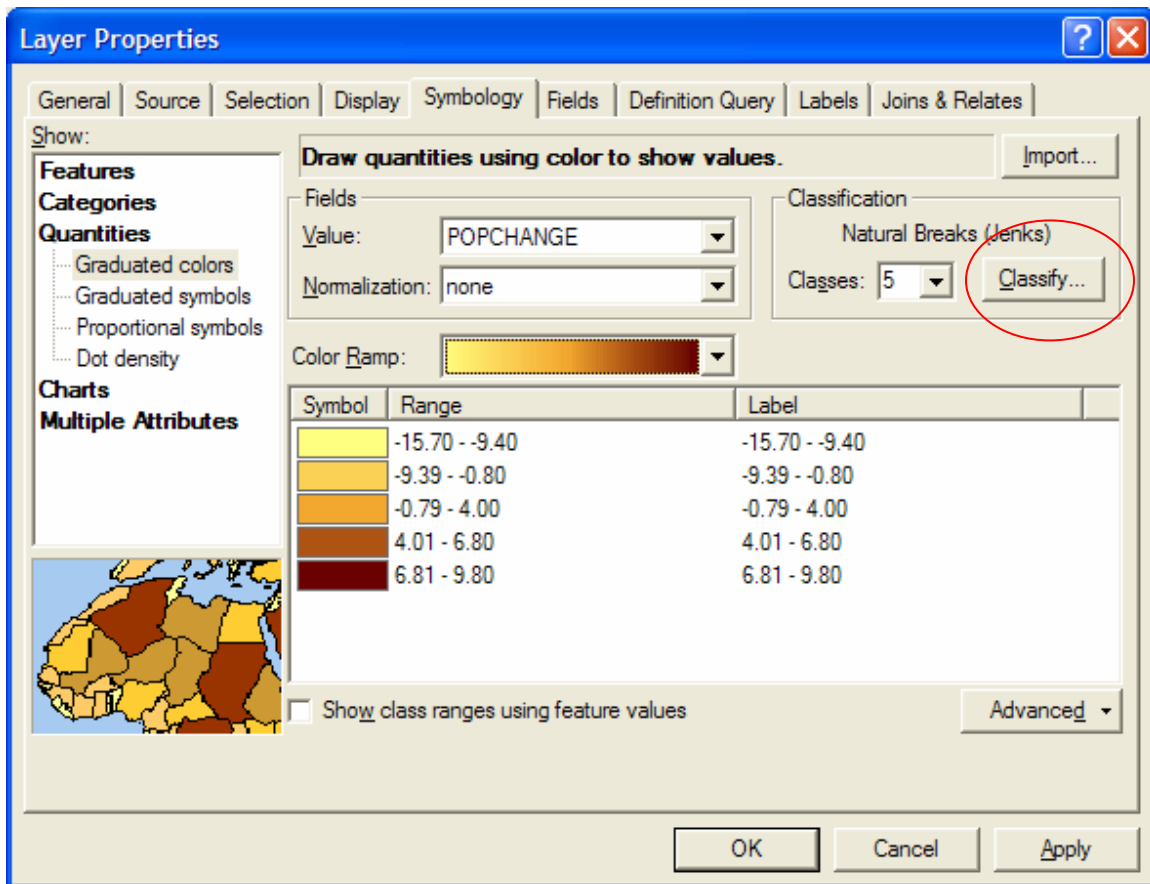 Layer Properties
General Source Selection Display Symbology Fields Definition Query Labels Joins & Relates
Show:
Features
Categories
Quantities
Graduated colors
Graduated symbols
Proportional symbols
Dot density
Charts
Multiple Attributes
Draw quantities using color to show values.
Import...
Fields
Value: POPCHANGE
Normalization: none
Classification
Natural Breaks (Jenks)
Classes: 5 Classify...
Color Ramp:
Symbol Range Label
-15.70 - -9.40 -15.70 - -9.40
-9.39 - -0.80 -9.39 - -0.80
-0.79 - 4.00 -0.79 - 4.00
4.01 - 6.80 4.01 - 6.80
6.81 - 9.80 6.81 - 9.80
Show class ranges using feature values
Advanced
OK Cancel Apply